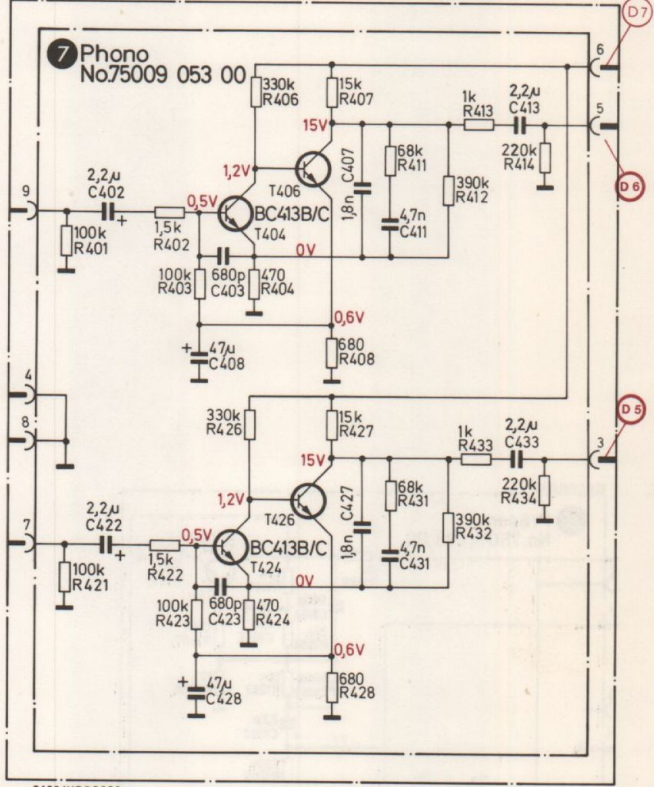 D7
7 Phono
No.75009 053 00
6
330k
R406
15k
R407
15V
1k
R413
2,2µ
C413
5
220k
R414
D 6
68k
R411
C407
1,8n
390k
R412
4,7n
C411
1,2V
T406
9
2,2µ
C402
+
0,5V
BC413B/C
T404
1,5k
R402
100k
R401
0V
100k
R403
680p
C403
470
R404
0,6V
+
47µ
C408
680
R408
4
8
D 5
330k
R426
15k
R427
15V
1k
R433
2,2µ
C433
3
220k
R434
68k
R431
C427
1,8n
390k
R432
4,7n
C431
1,2V
T426
7
2,2µ
C422
+
0,5V
BC413B/C
T424
1,5k
R422
100k
R421
0V
100k
R423
680p
C423
470
R424
0,6V
+
47µ
C428
680
R428